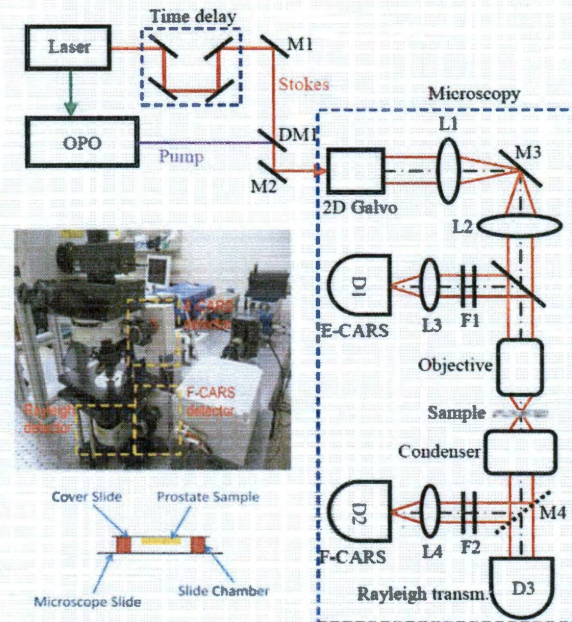 Time delay
Laser
M1
Stokes
Microscopy
OPO
DM1
L1
M3
Pump
M2
2D Galvo
L2
D1
E-CARS
L3
F1
E-CARS
detector
Objective
F-CARS
detector
Rayleigh
detector
Sample
Condenser
Cover Slide
Prostate Sample
D2
M4
F-CARS
L4
F2
Slide Chamber
Microscope Slide
Rayleigh transm.
D3